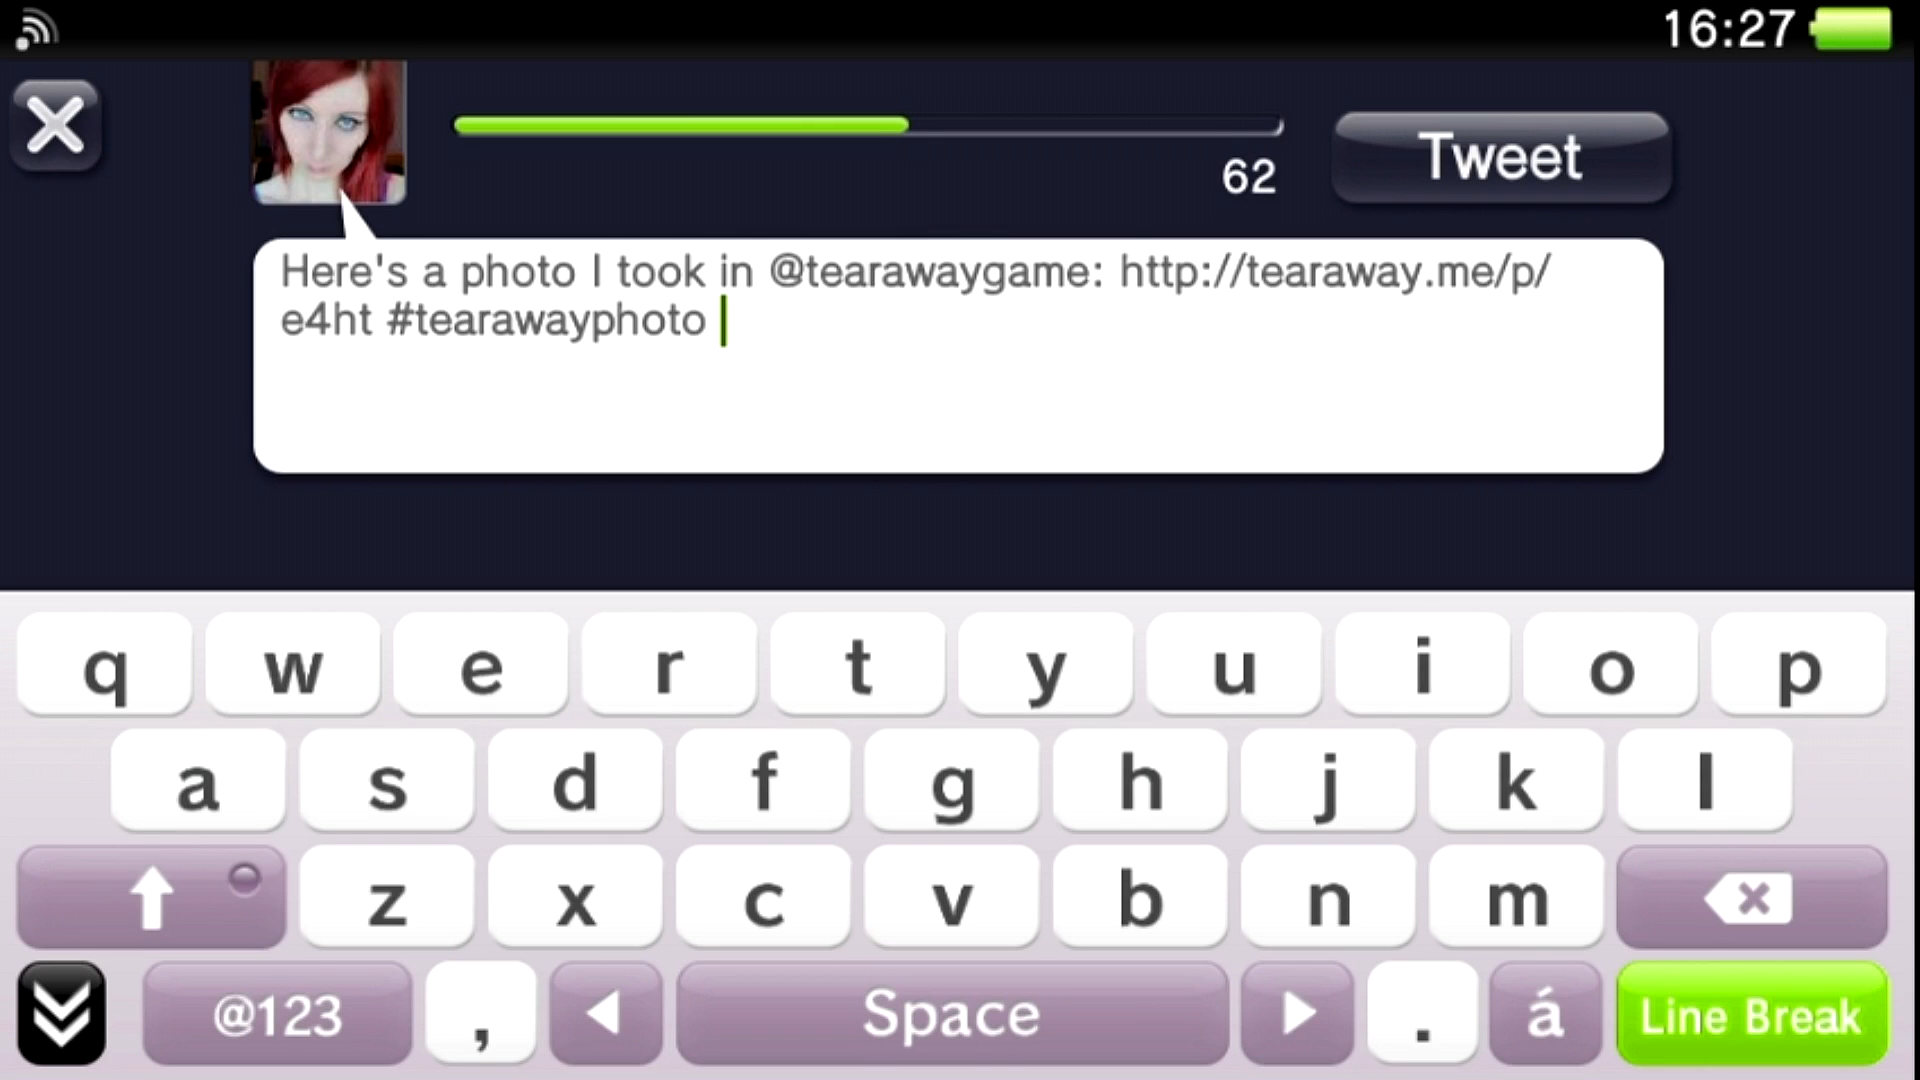 16:27
62
Tweet
Here's a photo I took in @tearawaygame: http://tearaway.me/p/
e4ht #tearawayphoto
q w e r t y u i o p
a s d f g h j k l
z x c v b n m
@123 , Space . á Line Break